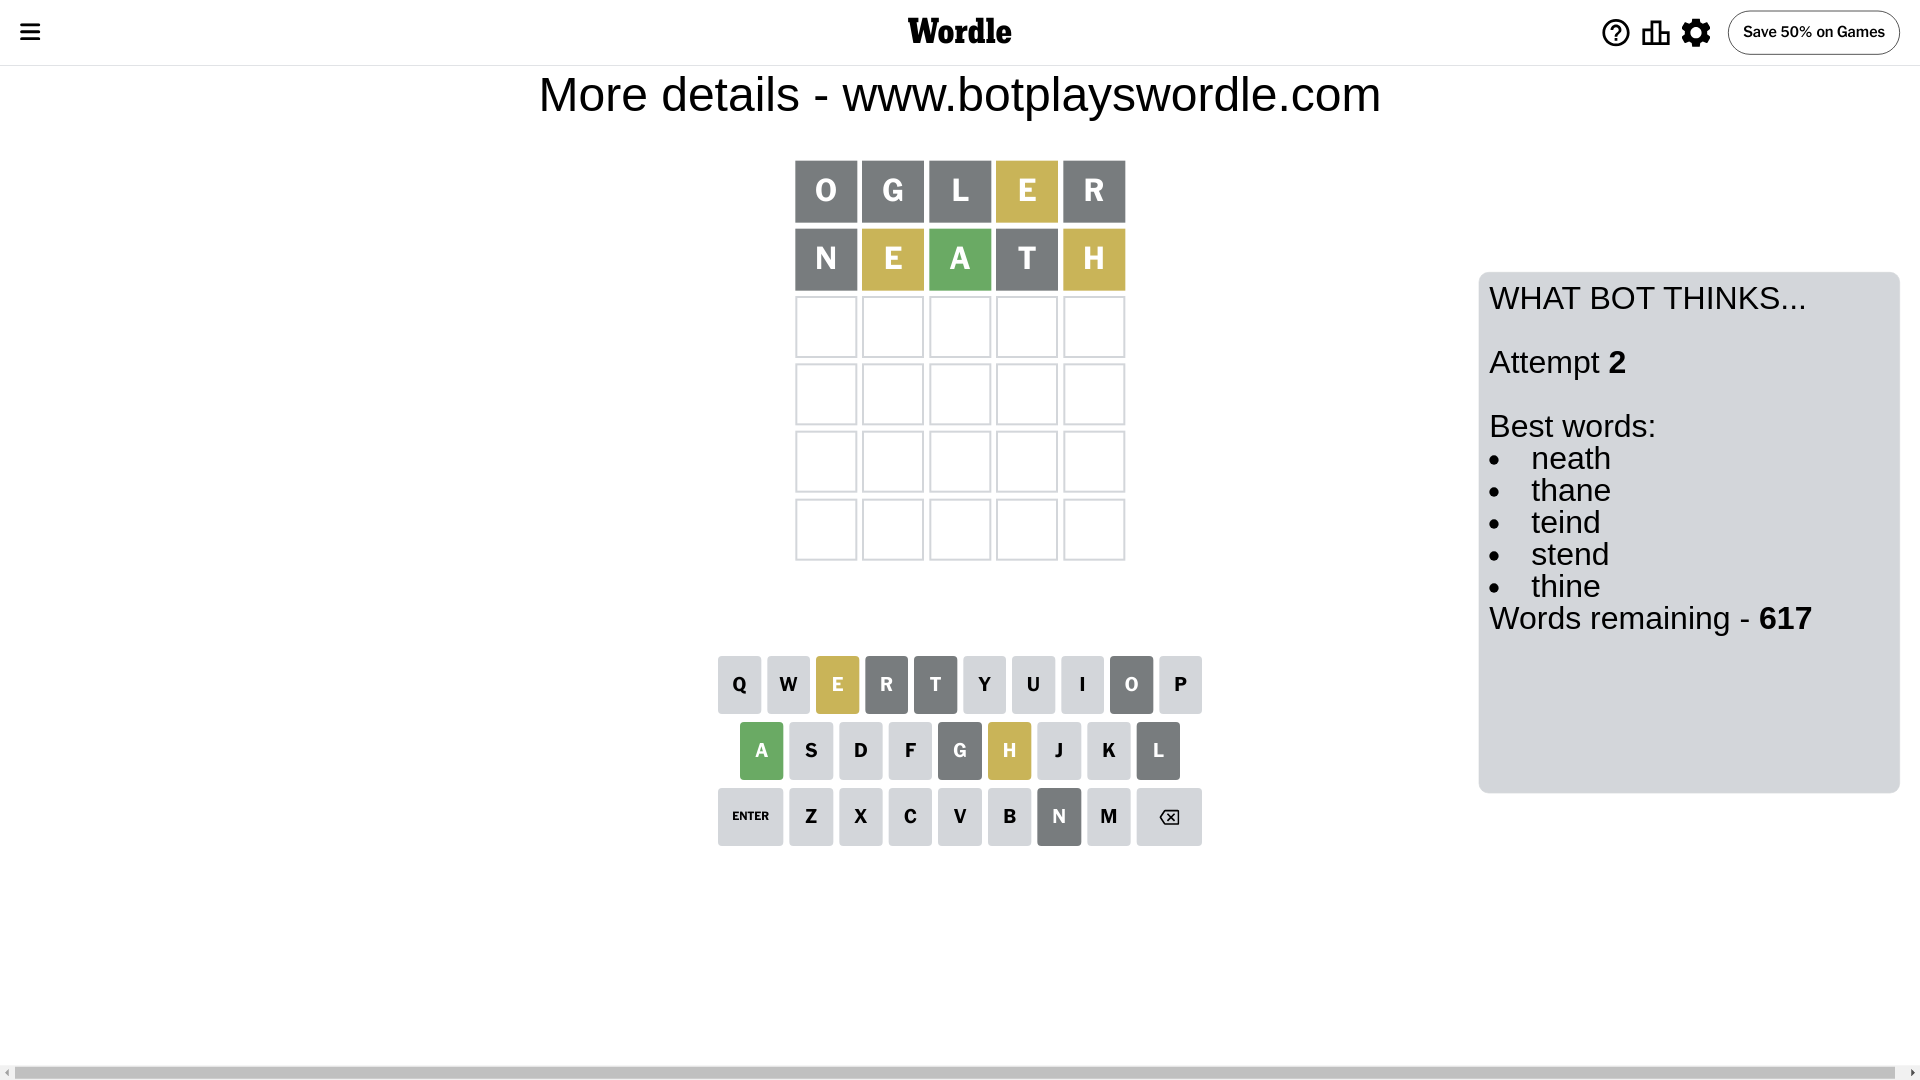 Wordle
Save 50% on Games
More details - www.botplayswordle.com
O G L E R
N E A T H
WHAT BOT THINKS...
Attempt 2
Best words:
• neath
• thane
• teind
• stend
• thine
Words remaining - 617
Q W E R T Y U I O P
A S D F G H J K L
ENTER Z X C V B N M